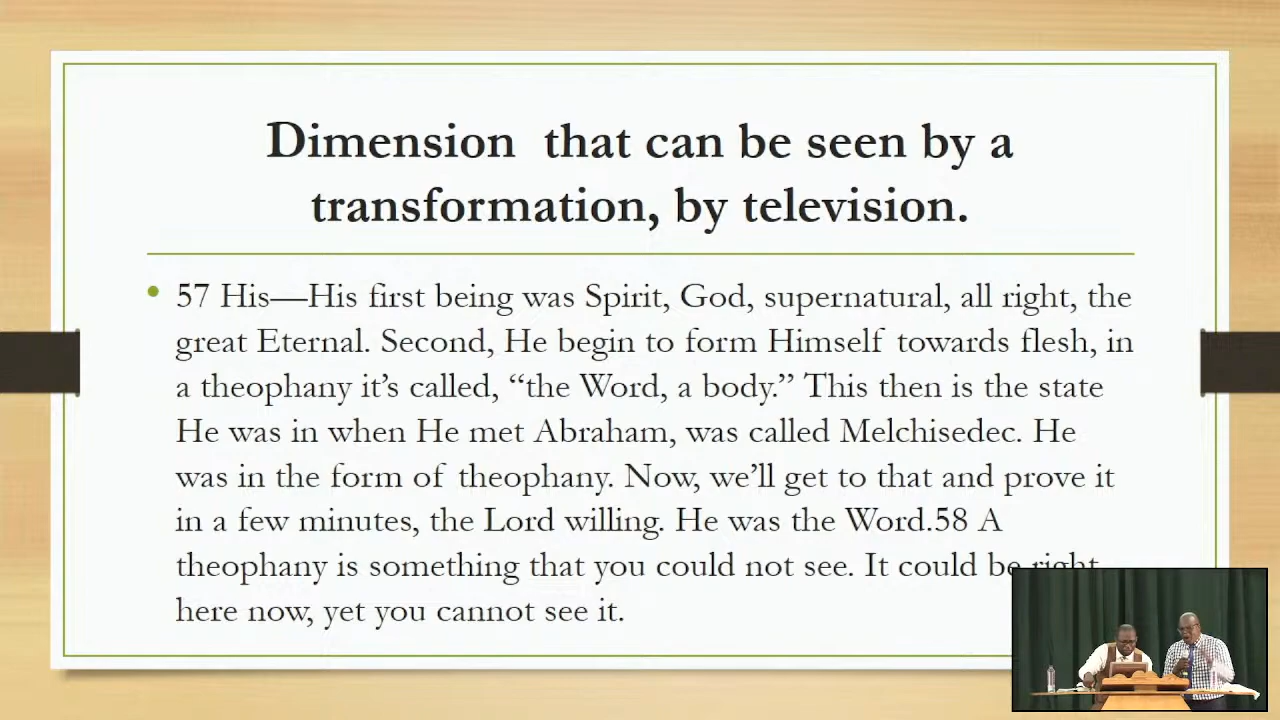 Dimension that can be seen by a
transformation, by television.
• 57 His—His first being was Spirit, God, supernatural, all right, the
great Eternal. Second, He begin to form Himself towards flesh, in
a theophany it’s called, “the Word, a body.” This then is the state
He was in when He met Abraham, was called Melchisedec. He
was in the form of theophany. Now, we’ll get to that and prove it
in a few minutes, the Lord willing. He was the Word.58 A
theophany is something that you could not see. It could be right
here now, yet you cannot see it.